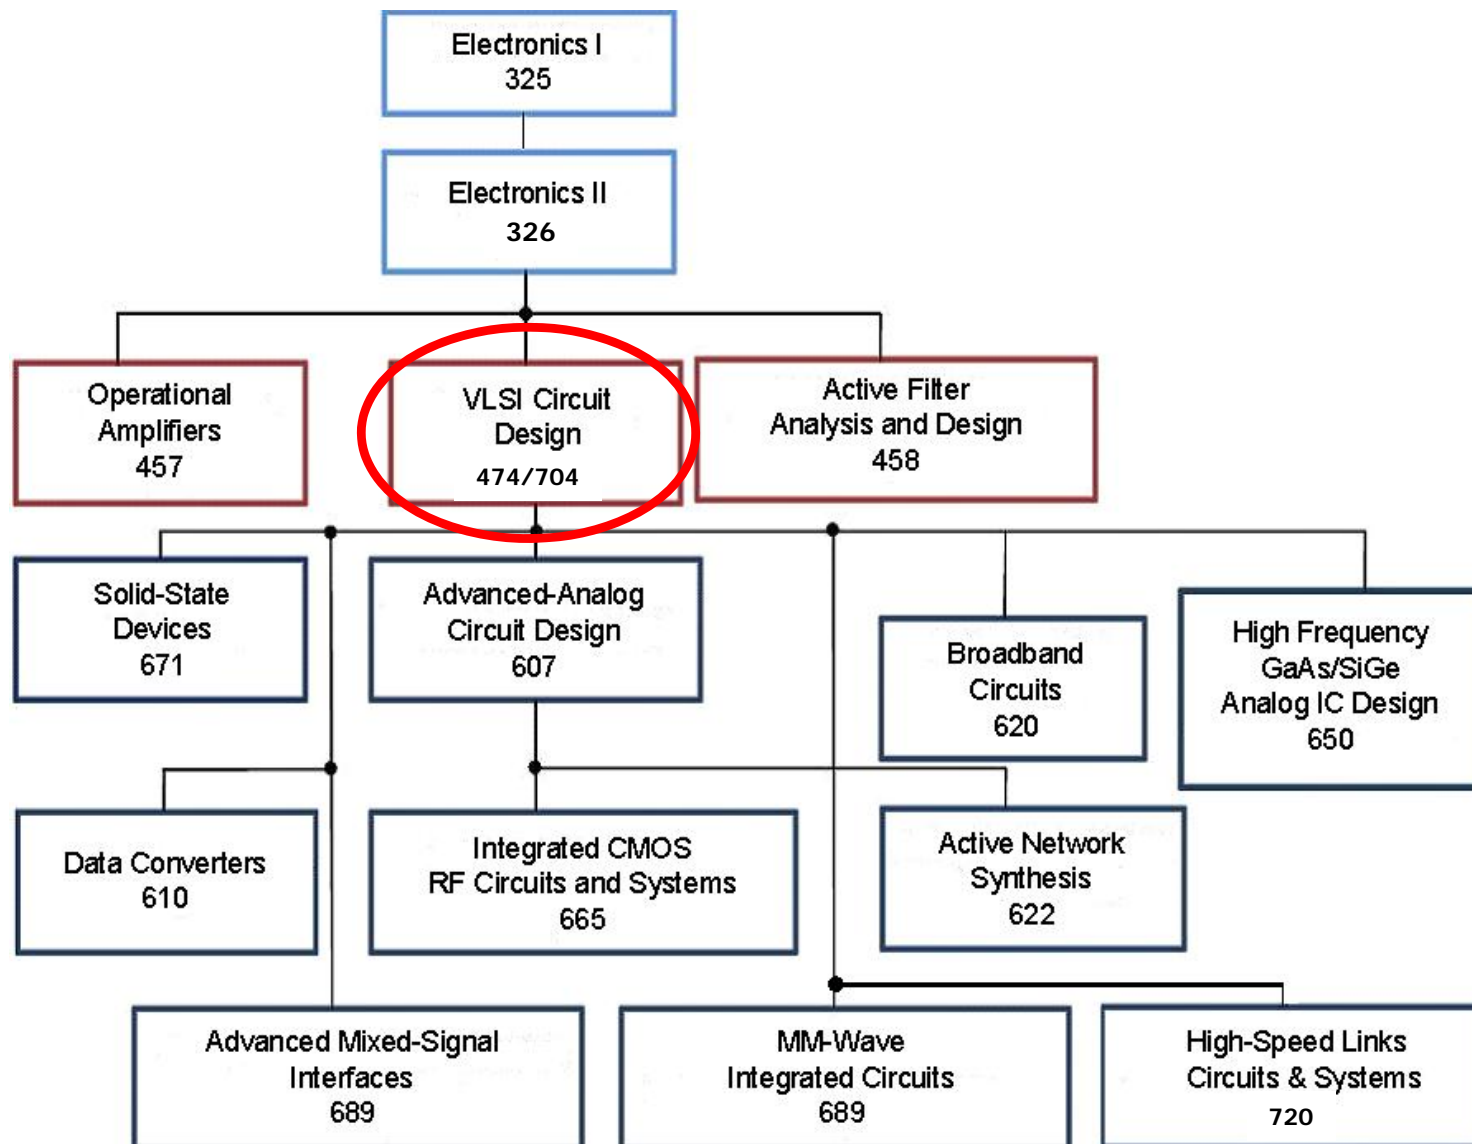 Electronics I
325
Electronics II
326
Operational
Amplifiers
457
VLSI Circuit
Design
474/704
Active Filter
Analysis and Design
458
Solid-State
Devices
671
Advanced-Analog
Circuit Design
607
Broadband
Circuits
620
High Frequency
GaAs/SiGe
Analog IC Design
650
Data Converters
610
Integrated CMOS
RF Circuits and Systems
665
Active Network
Synthesis
622
Advanced Mixed-Signal
Interfaces
689
MM-Wave
Integrated Circuits
689
High-Speed Links
Circuits & Systems
720